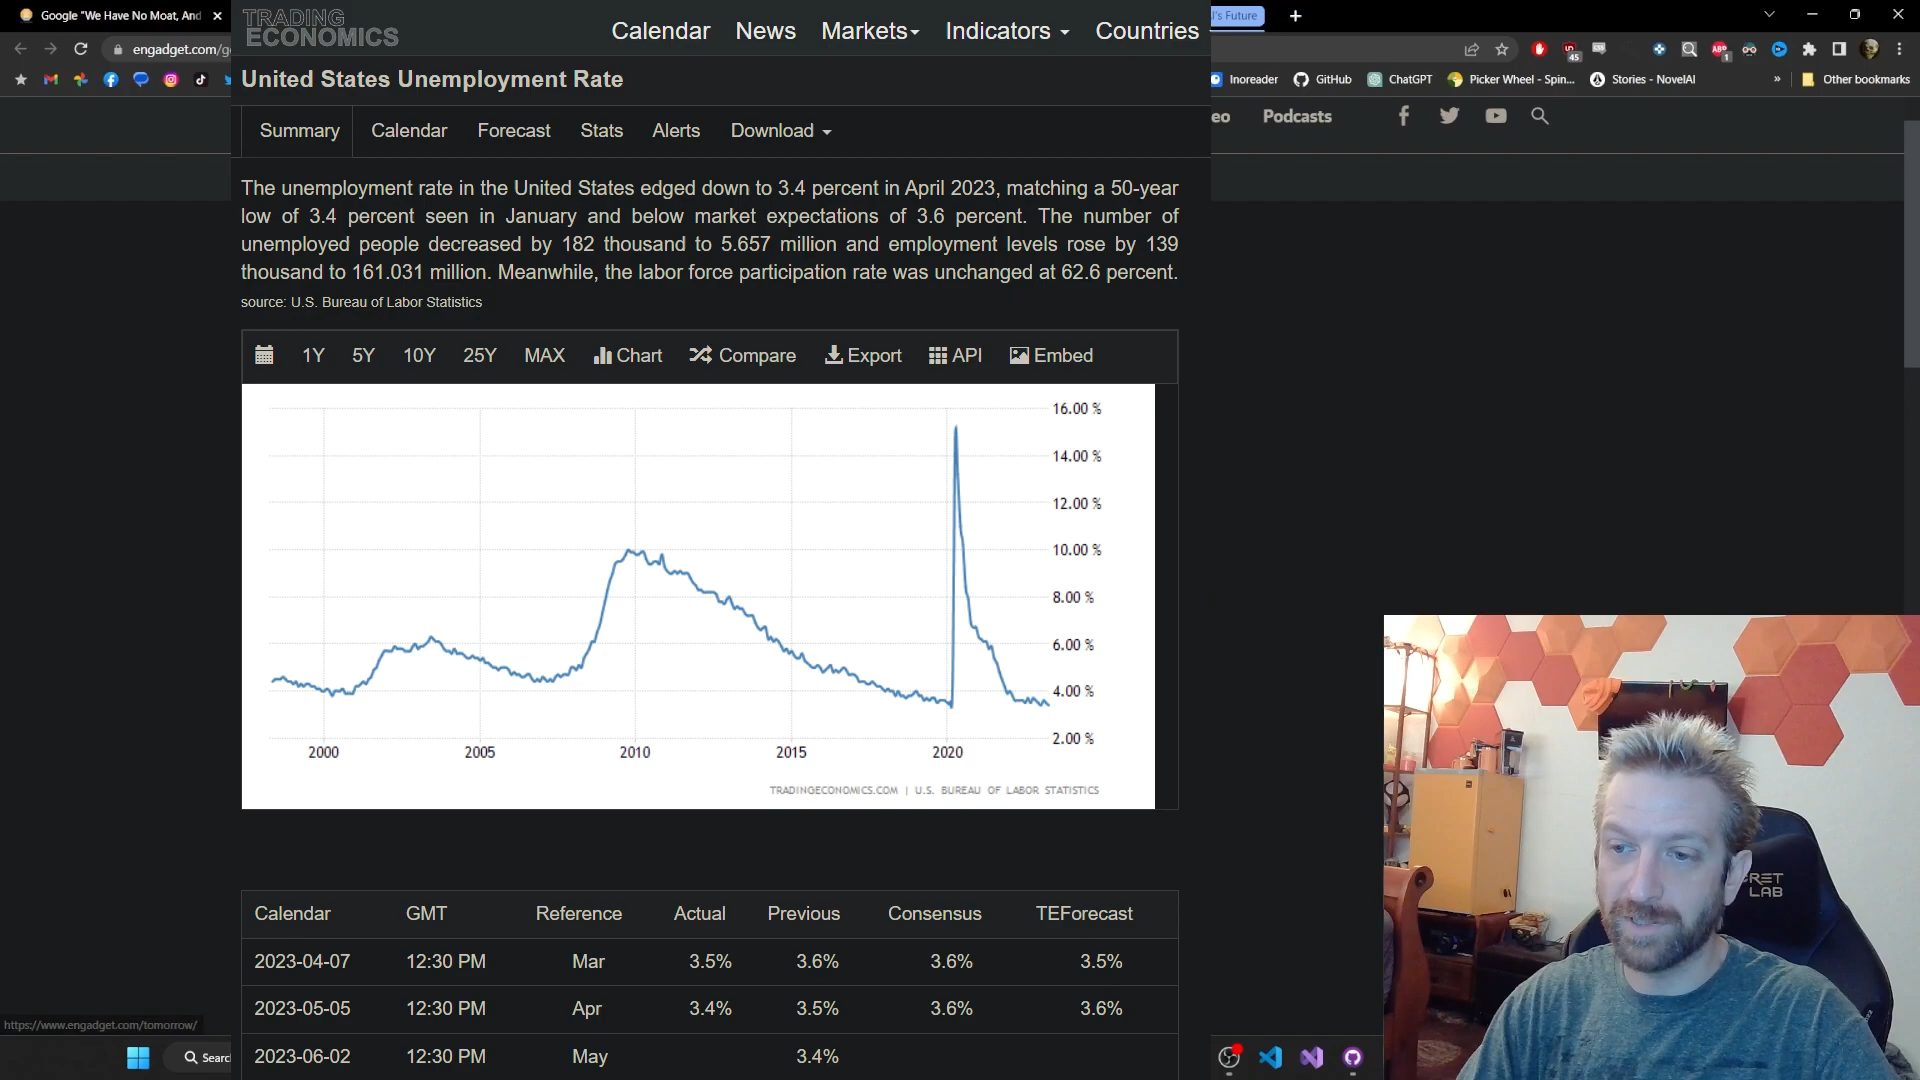 Google "We Have No Moat, And
TRADING
ECONOMICS
Calendar News Markets Indicators Countries
I's Future
engadget.com/g
45
1
Inoreader GitHub ChatGPT Picker Wheel - Spin... Stories - NovelAI » Other bookmarks
United States Unemployment Rate
eo Podcasts
Summary Calendar Forecast Stats Alerts Download
The unemployment rate in the United States edged down to 3.4 percent in April 2023, matching a 50-year
low of 3.4 percent seen in January and below market expectations of 3.6 percent. The number of
unemployed people decreased by 182 thousand to 5.657 million and employment levels rose by 139
thousand to 161.031 million. Meanwhile, the labor force participation rate was unchanged at 62.6 percent.
source: U.S. Bureau of Labor Statistics
1Y 5Y 10Y 25Y MAX Chart Compare Export API Embed
16.00 %
14.00 %
12.00 %
10.00 %
8.00 %
6.00 %
4.00 %
2.00 %
2000 2005 2010 2015 2020
TRADINGECONOMICS.COM | U.S. BUREAU OF LABOR STATISTICS
Calendar GMT Reference Actual Previous Consensus TEForecast
2023-04-07 12:30 PM Mar 3.5% 3.6% 3.6% 3.5%
2023-05-05 12:30 PM Apr 3.4% 3.5% 3.6% 3.6%
2023-06-02 12:30 PM May 3.4%
https://www.engadget.com/tomorrow/
Searc
CRET
LAB